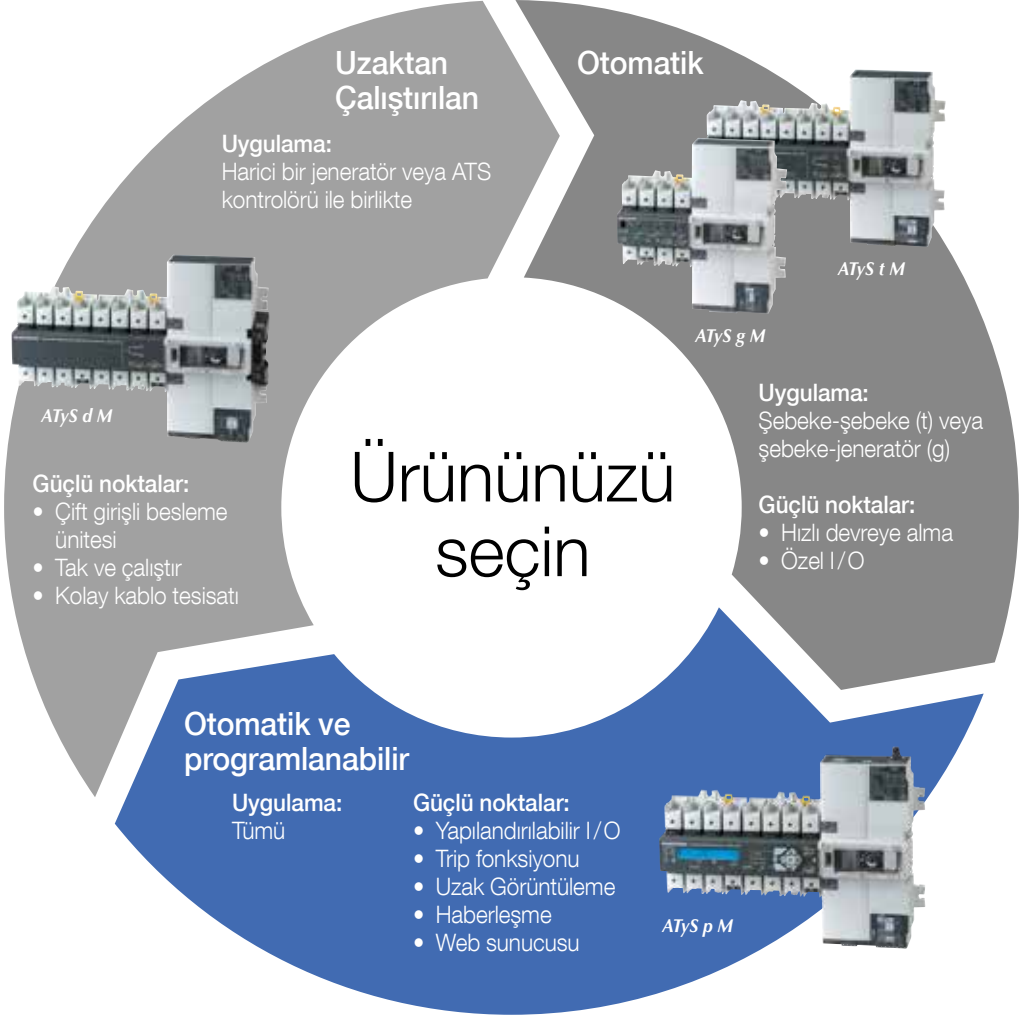 Uzaktan
Çalıştırılan
Uygulama:
Harici bir jeneratör veya ATS
kontrolörü ile birlikte
ATyS d M
Güçlü noktalar:
• Çift girişli besleme
ünitesi
• Tak ve çalıştır
• Kolay kablo tesisatı
Otomatik
ATyS t M
ATyS g M
Uygulama:
Şebeke-şebeke (t) veya
şebeke-jeneratör (g)
Güçlü noktalar:
• Hızlı devreye alma
• Özel I/O
Ürününüzü
seçin
Otomatik ve
programlanabilir
Uygulama:
Tümü
Güçlü noktalar:
• Yapılandırılabilir I/O
• Trip fonksiyonu
• Uzak Görüntüleme
• Haberleşme
• Web sunucusu
ATyS p M